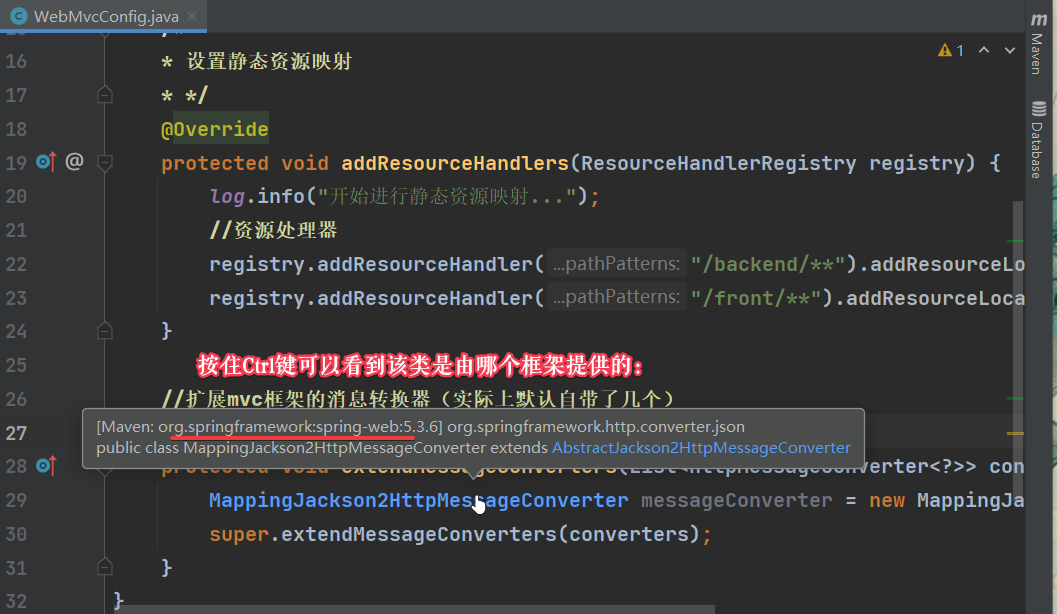 WebMvcConfig.java
1
Maven
Database
16 * 设置静态资源映射
17 * */
18 @Override
19 protected void addResourceHandlers(ResourceHandlerRegistry registry) {
20 log.info("开始进行静态资源映射...");
21 //资源处理器
22 registry.addResourceHandler( ...pathPatterns: "/backend/**").addResourceLo
23 registry.addResourceHandler( ...pathPatterns: "/front/**").addResourceLoca
24 }
25 按住Ctrl键可以看到该类是由哪个框架提供的:
26 //扩展mvc框架的消息转换器（实际上默认自带了几个）
27
[Maven: org.springframework:spring-web:5.3.6] org.springframework.http.converter.json
public class MappingJackson2HttpMessageConverter extends AbstractJackson2HttpMessageConverter
28 protected void extendMessageConverters(List<HttpMessageConverter<?>> con
29 MappingJackson2HttpMessageConverter messageConverter = new MappingJa
30 super.extendMessageConverters(converters);
31 }
32 }